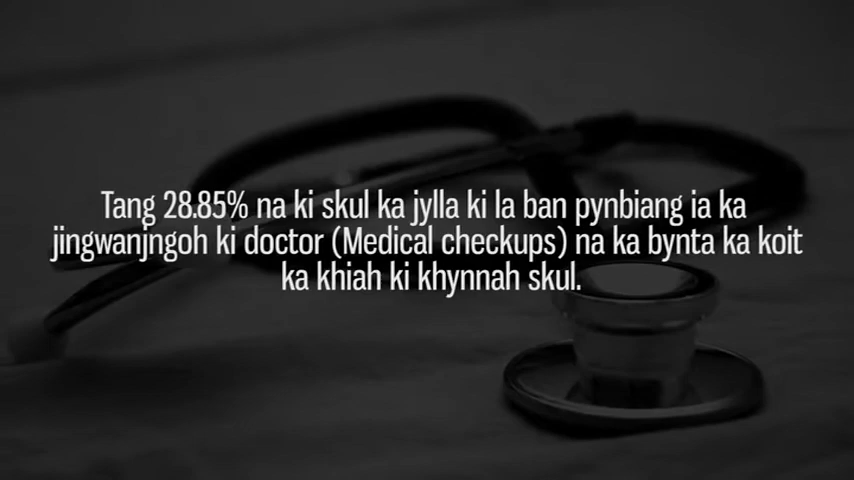 Tang 28.85% na ki skul ka jylla ki la ban pynbiang ia ka
jingwanjngoh ki doctor (Medical checkups) na ka bynta ka koit
ka khiah ki khynnah skul.